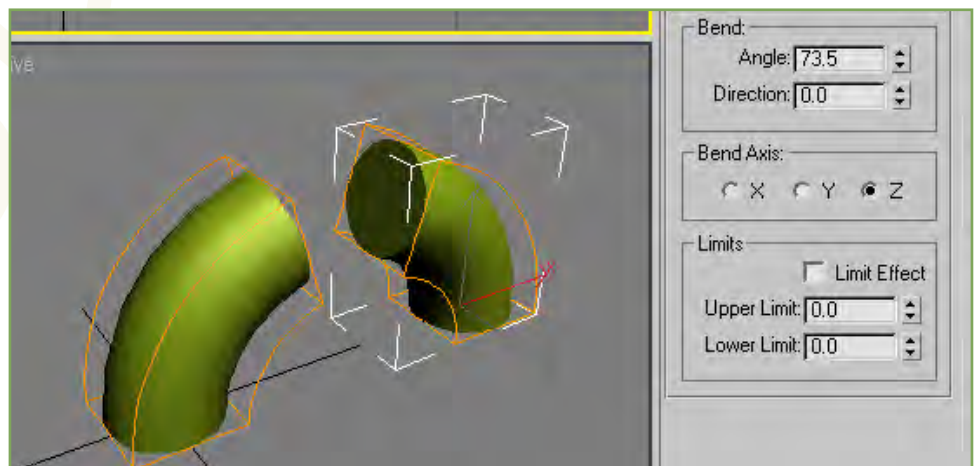 ive
Bend:
Angle: 73.5
Direction: 0.0
Bend Axis:
X Y Z
Limits
Limit Effect
Upper Limit: 0.0
Lower Limit: 0.0